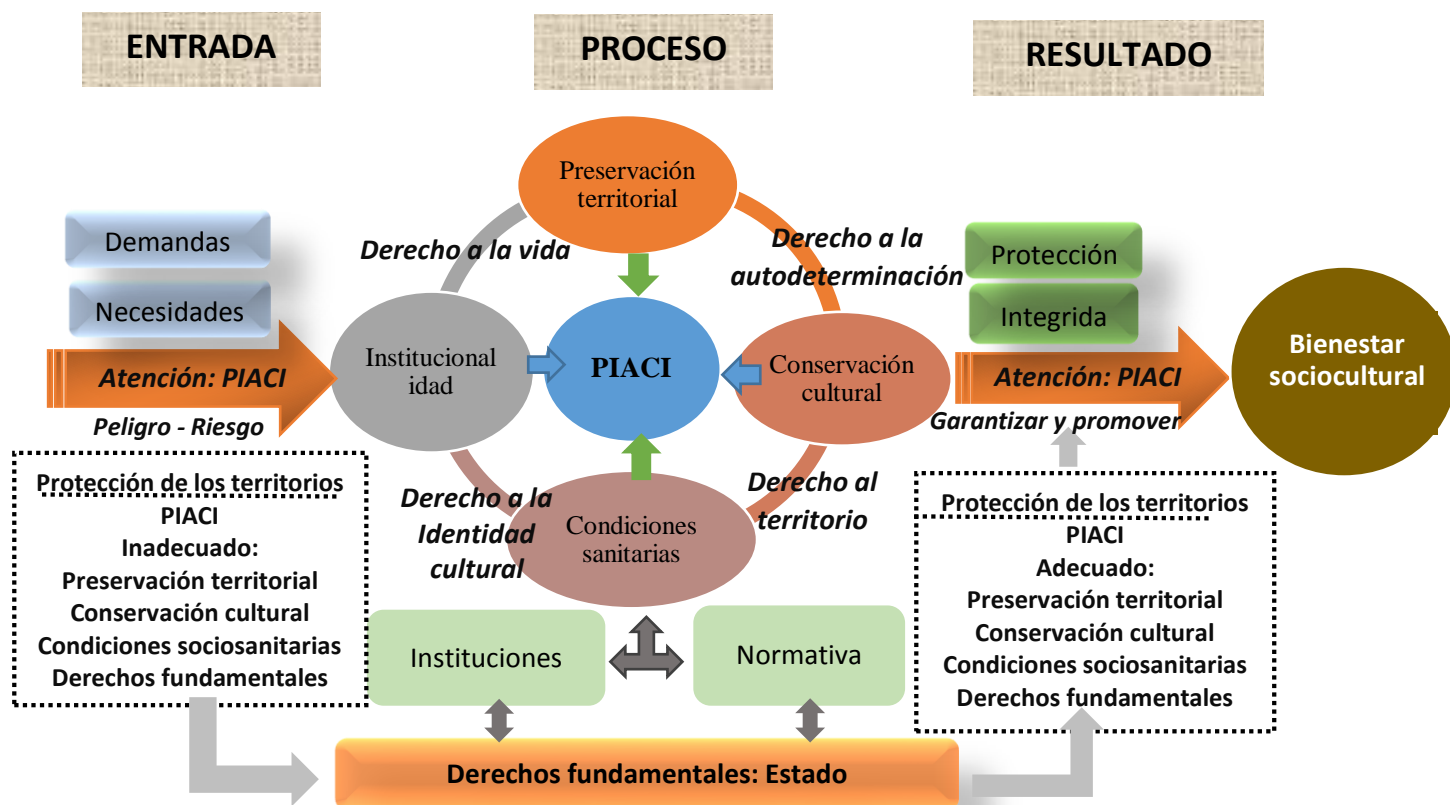 ENTRADA
PROCESO
RESULTADO
Demandas
Necesidades
Atención: PIACI
Peligro - Riesgo
Protección de los territorios
PIACI
Inadecuado:
Preservación territorial
Conservación cultural
Condiciones sociosanitarias
Derechos fundamentales
Preservación
territorial
Derecho a la vida
Derecho a la
autodeterminación
Institucional
idad
PIACI
Conservación
cultural
Derecho a la
Identidad
cultural
Condiciones
sanitarias
Derecho al
territorio
Instituciones
Normativa
Derechos fundamentales: Estado
Protección
Integrida
Atención: PIACI
Garantizar y promover
Protección de los territorios
PIACI
Adecuado:
Preservación territorial
Conservación cultural
Condiciones sociosanitarias
Derechos fundamentales
Bienestar
sociocultural